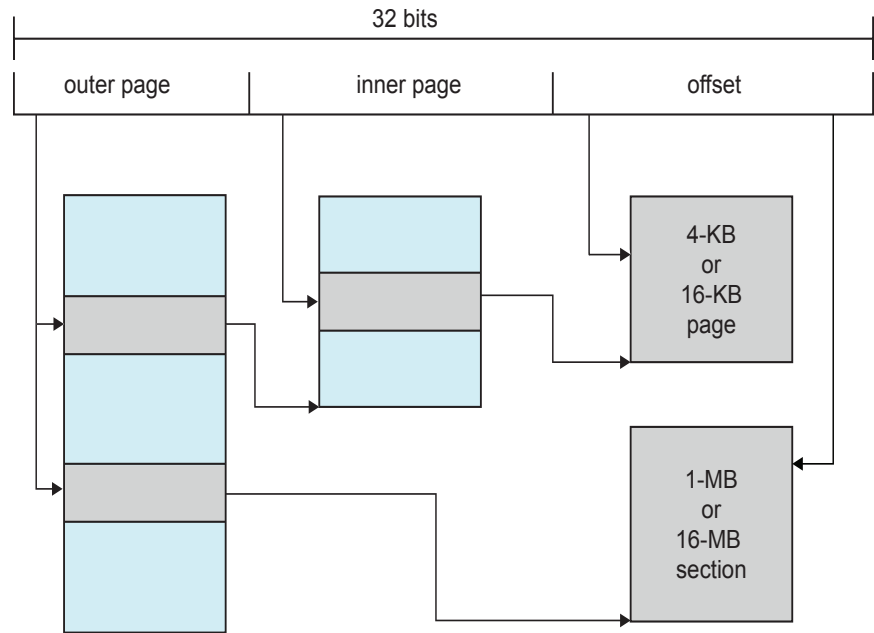 32 bits
outer page
inner page
offset
4-KB
or
16-KB
page
1-MB
or
16-MB
section